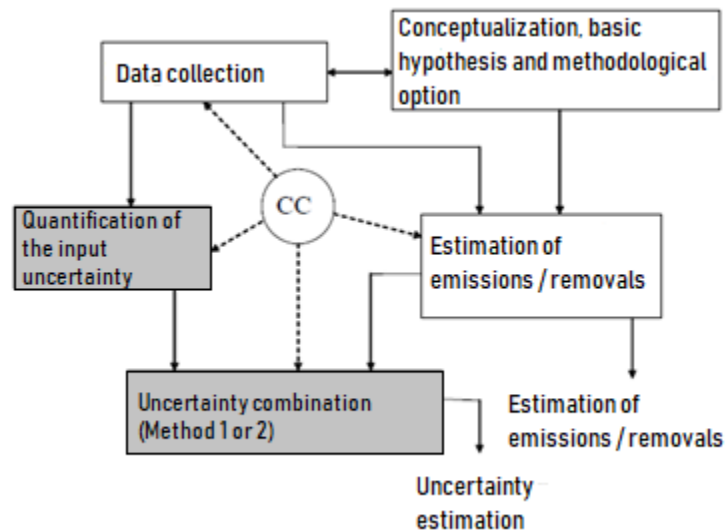 Conceptualization, basic
hypothesis and methodological
option
Data collection
CC
Quantification of
the input
uncertainty
Estimation of
emissions / removals
Uncertainty combination
(Method 1 or 2)
Estimation of
emissions / removals
Uncertainty
estimation